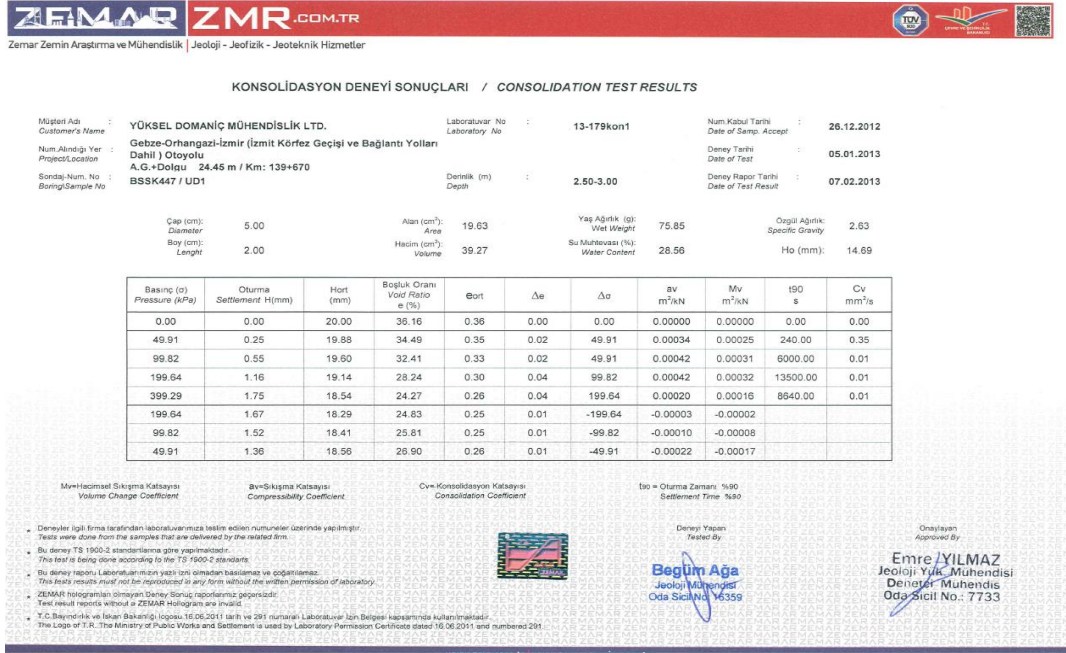 ZEMAR ZMR.COM.TR
Zemar Zemin Araştırma ve Mühendislik | Jeoloji - Jeofizik - Jeoteknik Hizmetler
TÜV
ÇEVRE VE ŞEHİRCİLİK BAKANLIĞI
KONSOLİDASYON DENEYİ SONUÇLARI / CONSOLIDATION TEST RESULTS
Müşteri Adı : YÜKSEL DOMANİÇ MÜHENDİSLİK LTD. Laboratuvar No : 13-179kon1 Num.Kabul Tarihi : 26.12.2012
Customer's Name Laboratory No Date of Samp. Accept
Num.Alındığı Yer : Gebze-Orhangazi-İzmir (İzmit Körfez Geçişi ve Bağlantı Yolları Deney Tarihi : 05.01.2013
Project/Location Dahil ) Otoyolu Date of Test
A.G.+Dolgu 24.45 m / Km: 139+670
Sondaj-Num. No : BSSK447 / UD1 Derinlik (m) : 2.50-3.00 Deney Rapor Tarihi : 07.02.2013
Boring\Sample No Depth Date of Test Result
Çap (cm): 5.00 Alan (cm²): 19.63 Yaş Ağırlık (g): 75.85 Özgül Ağırlık: 2.63
Diameter Area Wet Weight Specific Gravity
Boy (cm): 2.00 Hacim (cm³): 39.27 Su Muhtevası (%): 28.56 Ho (mm): 14.69
Lenght Volume Water Content
Basınç (σ) Oturma Hort Boşluk Oranı eort Δe Δσ av Mv t90 Cv
Pressure (kPa) Settlement H(mm) (mm) Void Ratio m²/kN m²/kN s mm²/s
e (%)
0.00 0.00 20.00 36.16 0.36 0.00 0.00 0.00000 0.00000 0.00 0.00
49.91 0.25 19.88 34.49 0.35 0.02 49.91 0.00034 0.00025 240.00 0.35
99.82 0.55 19.60 32.41 0.33 0.02 49.91 0.00042 0.00031 6000.00 0.01
199.64 1.16 19.14 28.24 0.30 0.04 99.82 0.00042 0.00032 13500.00 0.01
399.29 1.75 18.54 24.27 0.26 0.04 199.64 0.00020 0.00016 8640.00 0.01
199.64 1.67 18.29 24.83 0.25 0.01 -199.64 -0.00003 -0.00002
99.82 1.52 18.41 25.81 0.25 0.01 -99.82 -0.00010 -0.00008
49.91 1.36 18.56 26.90 0.26 0.01 -49.91 -0.00022 -0.00017
Mv=Hacimsel Sıkışma Katsayısı av=Sıkışma Katsayısı Cv=Konsolidasyon Katsayısı t90 = Oturma Zamanı %90
Volume Change Coefficient Compressibility Coefficient Consolidation Coefficient Settlement Time %90
Deneyler ilgili firma tarafından laboratuvarımıza teslim edilen numuneler üzerinde yapılmıştır.
Tests were done from the samples that are delivered by the related firm.
Bu deney TS 1900-2 standartlarına göre yapılmaktadır.
This test is being done according to the TS 1900-2 standarts.
Bu deney raporu Laboratuarımızın yazılı izni olmadan basılamaz ve çoğaltılamaz.
This tests results must not be reproduced in any form without the written permission of laboratory.
ZEMAR hologramları olmayan Deney Sonuç raporlarımız geçersizdir.
Test result reports without a ZEMAR Hologram are invalid.
T.C.Bayındırlık ve İskan Bakanlığı logosu,16.06.2011 tarih ve 291 numaralı Laboratuvar İzin Belgesi kapsamında kullanılmaktadır.
The Logo of T.R. The Ministry of Public Works and Settlement is used by Laboratory Permission Certificate dated 16.06.2011 and numbered 291.
ZEMAR
Deneyi Yapan
Tested By
Begüm Ağa
Jeoloji Mühendisi
Oda Sicil No: 16359
Onaylayan
Approved By
Emre YILMAZ
Jeoloji Yük. Mühendisi
Denetçi Mühendis
Oda Sicil No.: 7733